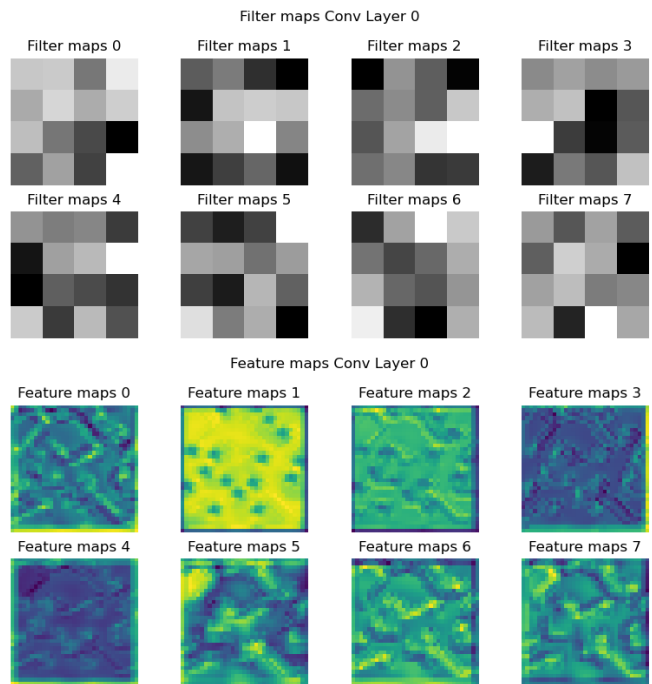 Filter maps Conv Layer 0
Filter maps 0 Filter maps 1 Filter maps 2 Filter maps 3
Filter maps 4 Filter maps 5 Filter maps 6 Filter maps 7
Feature maps Conv Layer 0
Feature maps 0 Feature maps 1 Feature maps 2 Feature maps 3
Feature maps 4 Feature maps 5 Feature maps 6 Feature maps 7